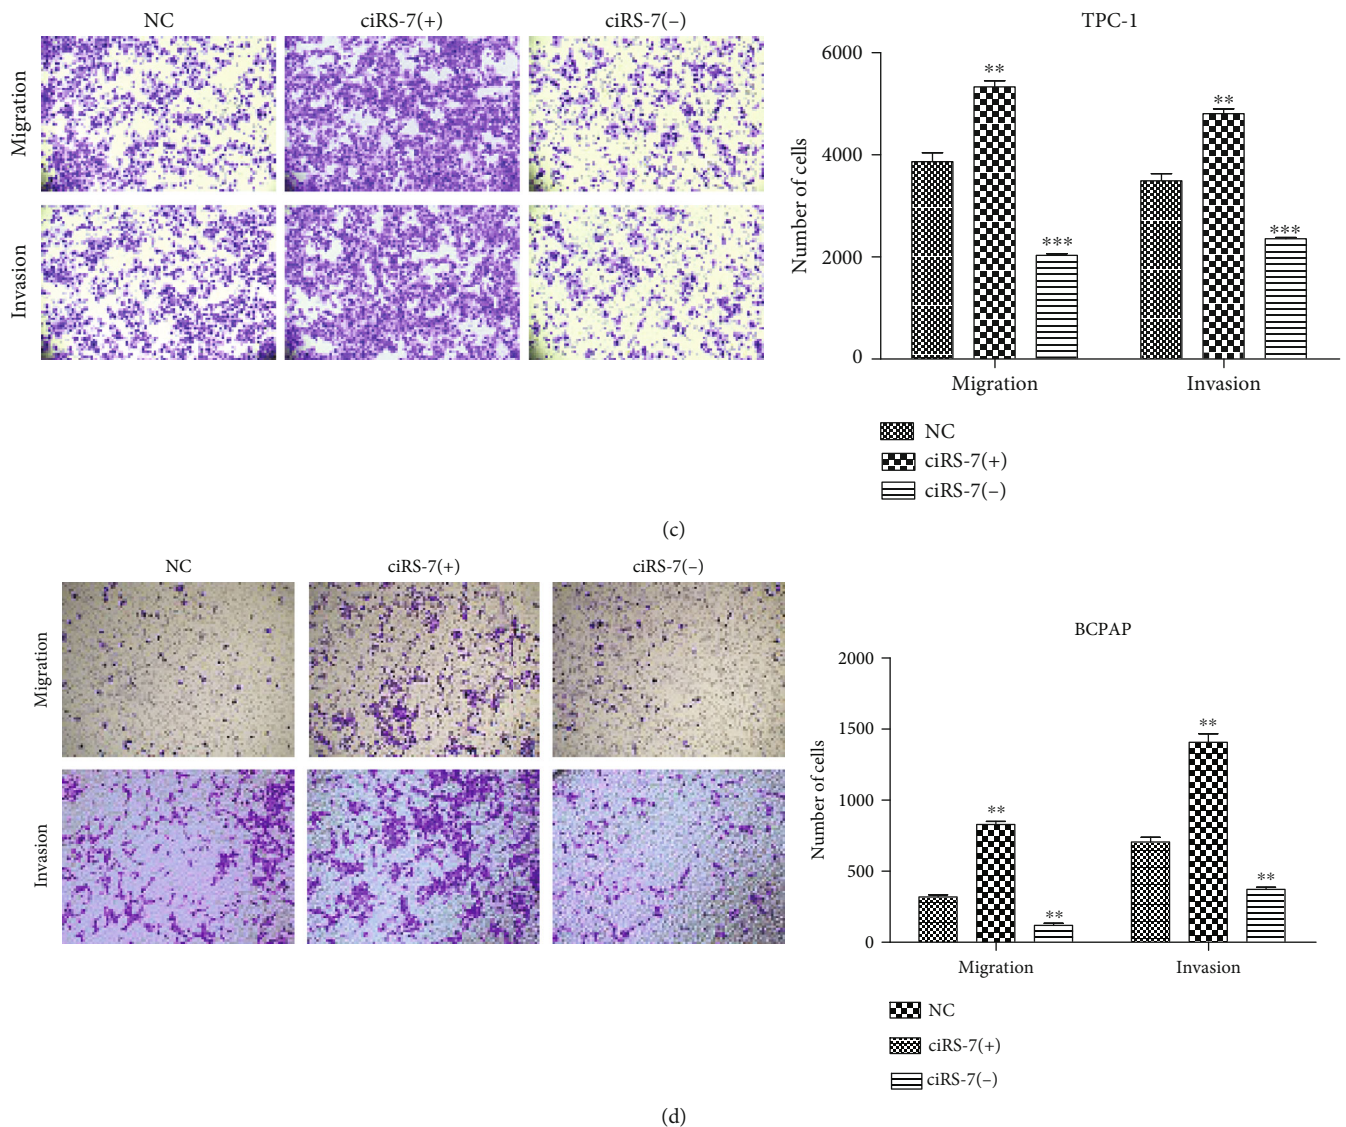 NC ciRS-7(+) ciRS-7(–)
Migration
Invasion
TPC-1
6000
4000
2000
0
Number of cells
**
***
**
***
Migration Invasion
NC
ciRS-7(+)
ciRS-7(–)
(c)
NC ciRS-7(+) ciRS-7(–)
Migration
Invasion
BCPAP
2000
1500
1000
500
0
Number of cells
**
**
**
**
Migration Invasion
NC
ciRS-7(+)
ciRS-7(–)
(d)